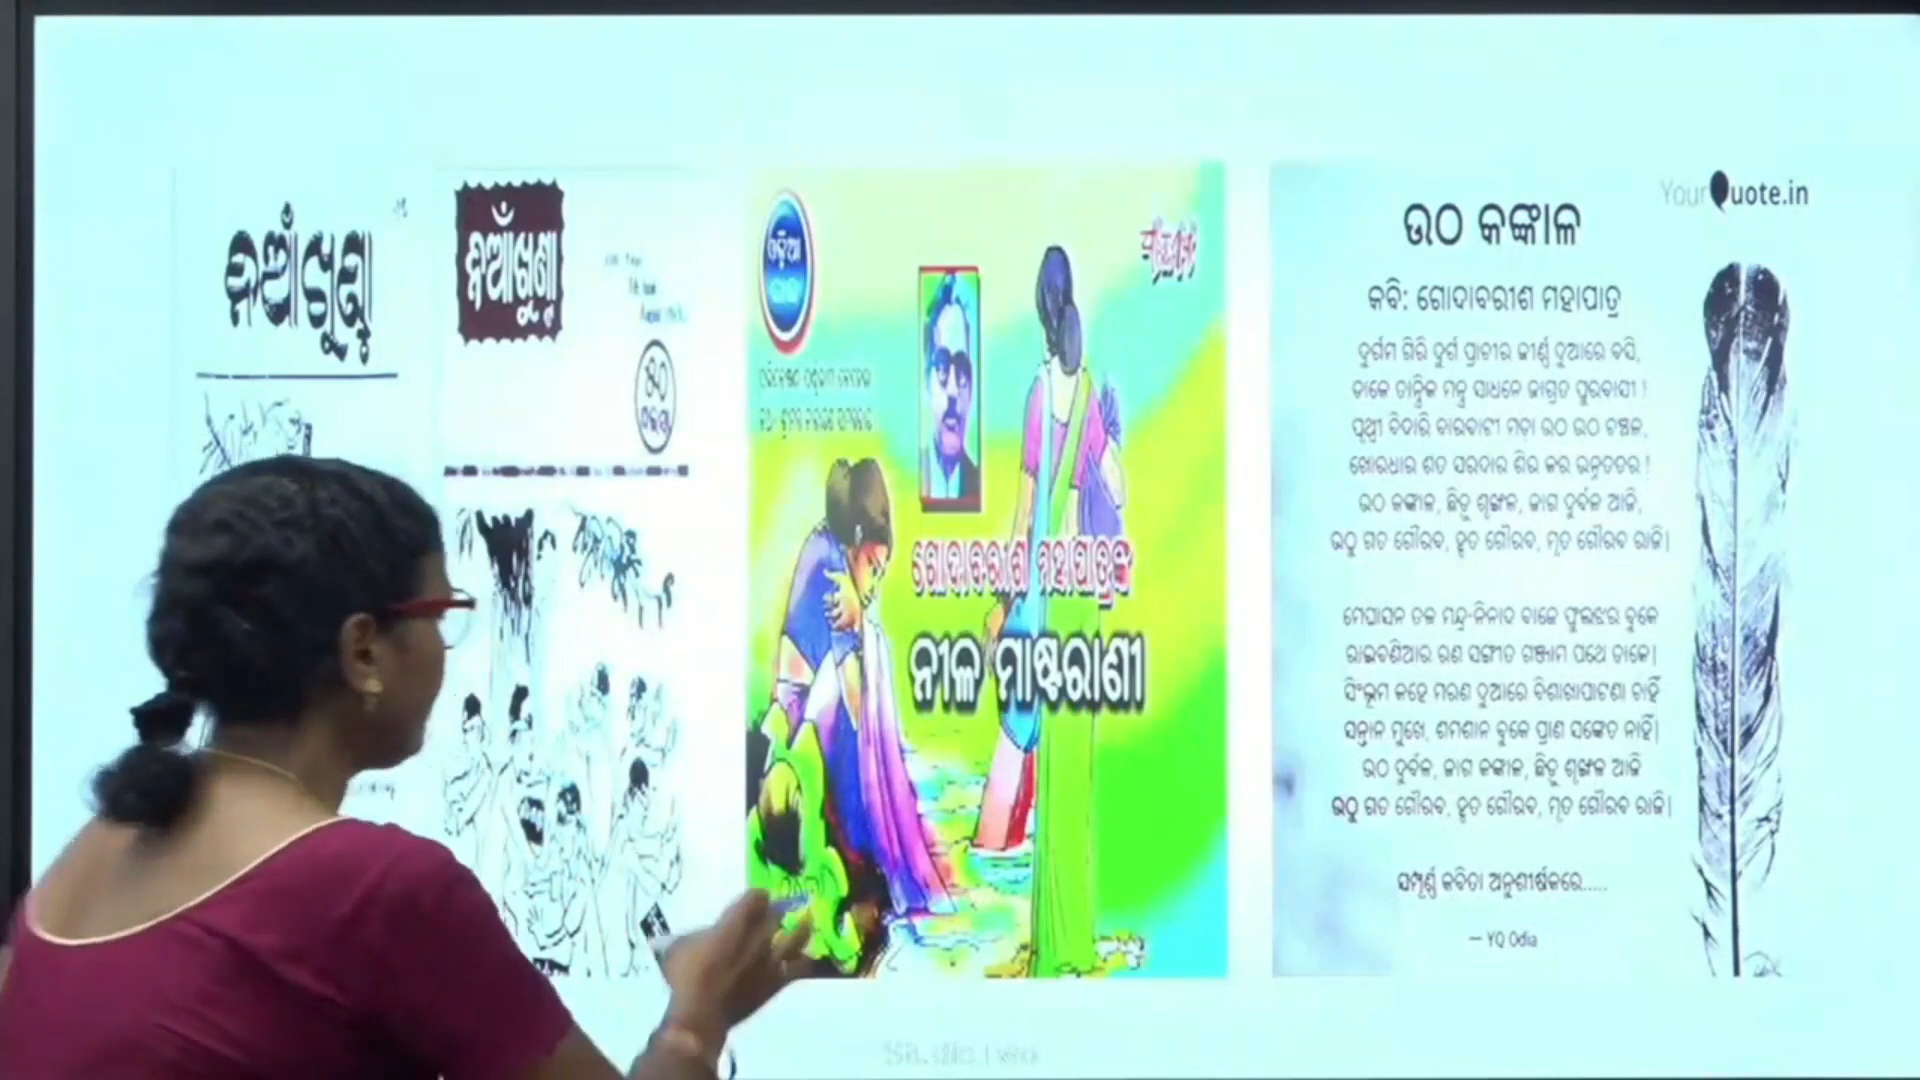 ନିଆଁଖୁଣ୍ଟା
ନିଆଁଖୁଣ୍ଟା
ଓଡ଼ିଆ
ଗୋଦାବରୀଶ ମହାପାତ୍ରଙ୍କ
ନୀଳ ମାଷ୍ଟରାଣୀ
YourQuote.in
ଉଠ କଙ୍କାଳ
କବି: ଗୋଦାବରୀଶ ମହାପାତ୍ର
ଦୁର୍ଗମ ଗିରି ଦୁର୍ଗ ପ୍ରାଚୀର ଜୀର୍ଣ୍ଣ ଦୁଆରେ ବସି,
ଡାକେ ତାନ୍ତ୍ରିକ ମନ୍ତ୍ର ସାଧନେ ଜାଗ୍ରତ ପୁରବାସୀ !
ପୃଥ୍ୱୀ ବିଦାରି ବାରବାଟୀ ମଡ଼ା ଉଠ ଉଠ ଚଞ୍ଚଳ,
ଖୋରଧାର ଶତ ସରଦାର ଶିର କର ଉନ୍ନତତର !
ଉଠ କଙ୍କାଳ, ଛିଡ଼ୁ ଶୃଙ୍ଖଳ, ଜାଗ ଦୁର୍ବଳ ଆଜି,
ଉଠୁ ଗତ ଗୌରବ, ହୃତ ଗୌରବ, ମୃତ ଗୌରବ ରାଜି।
ମେଘାସନ ତଳ ମନ୍ଦ୍ର-ନିନାଦ ବାଜେ ଫୁଲଝର ବୁକେ
ରାଇବଣିଆର ରଣ ସଙ୍ଗୀତ ଗଞ୍ଜାମ ପଥେ ଡାକେ।
ସିଂଭୂମ କହେ ମରଣ ଦୁଆରେ ବିଶାଖାପାଟଣା ଚାହିଁ
ସନ୍ତାନ ମୁଖେ, ଶମଶାନ ବୁକେ ପ୍ରାଣ ସଙ୍କେତ ନାହିଁ।
ଉଠ ଦୁର୍ବଳ, ଜାଗ କଙ୍କାଳ, ଛିଡ଼ୁ ଶୃଙ୍ଖଳ ଆଜି
ଉଠୁ ଗତ ଗୌରବ, ହୃତ ଗୌରବ, ମୃତ ଗୌରବ ରାଜି।
ସମ୍ପୂର୍ଣ୍ଣ କବିତା ଅନୁଶୀର୍ଷକରେ.....
— YQ Odia